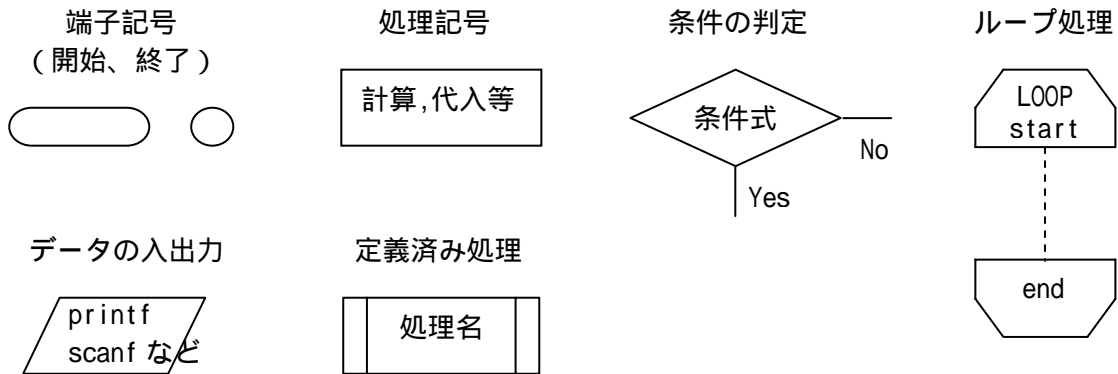 端子記号
(開始、終了)
処理記号
計算,代入等
条件の判定
条件式
No
Yes
ループ処理
LOOP
start
end
データの入出力
printf
scanf など
定義済み処理
処理名